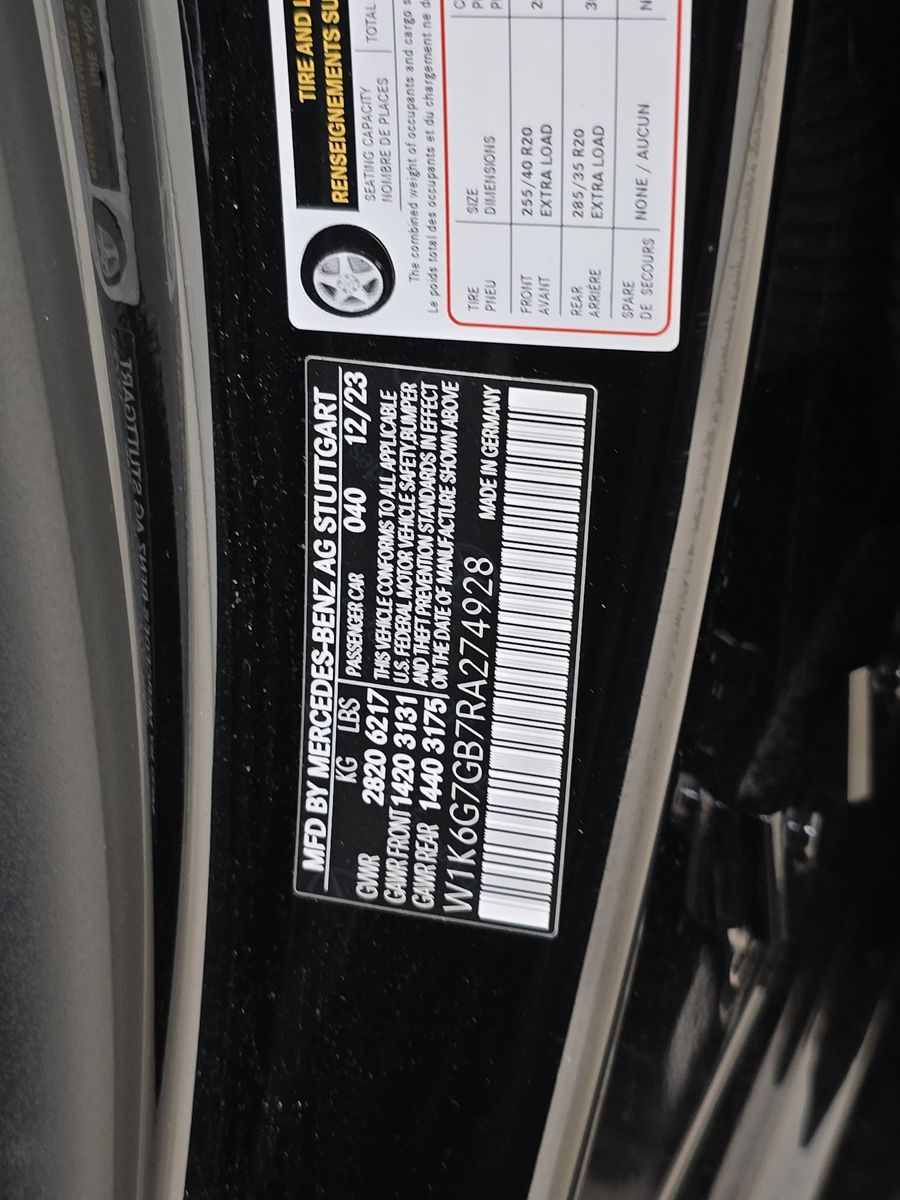 MFD BY MERCEDES-BENZ AG STUTTGART
KG LBS PASSENGER CAR 040 12/23
GVWR 2820 6217 THIS VEHICLE CONFORMS TO ALL APPLICABLE
GAWR FRONT 1420 3131 U.S. FEDERAL MOTOR VEHICLE SAFETY,BUMPER
GAWR REAR 1440 3175 AND THEFT PREVENTION STANDARDS IN EFFECT
ON THE DATE OF MANUFACTURE SHOWN ABOVE
W1K6G7GB7RA274928 MADE IN GERMANY
TIRE AND
RENSEIGNEMENTS SU
SEATING CAPACITY TOTAL
NOMBRE DE PLACES
The combined weight of occupants and cargo
Le poids total des occupants et du chargement ne
TIRE SIZE
PNEU DIMENSIONS
FRONT 255/40 R20
AVANT EXTRA LOAD
REAR 285/35 R20
ARRIÈRE EXTRA LOAD
SPARE NONE / AUCUN
DE SECOURS